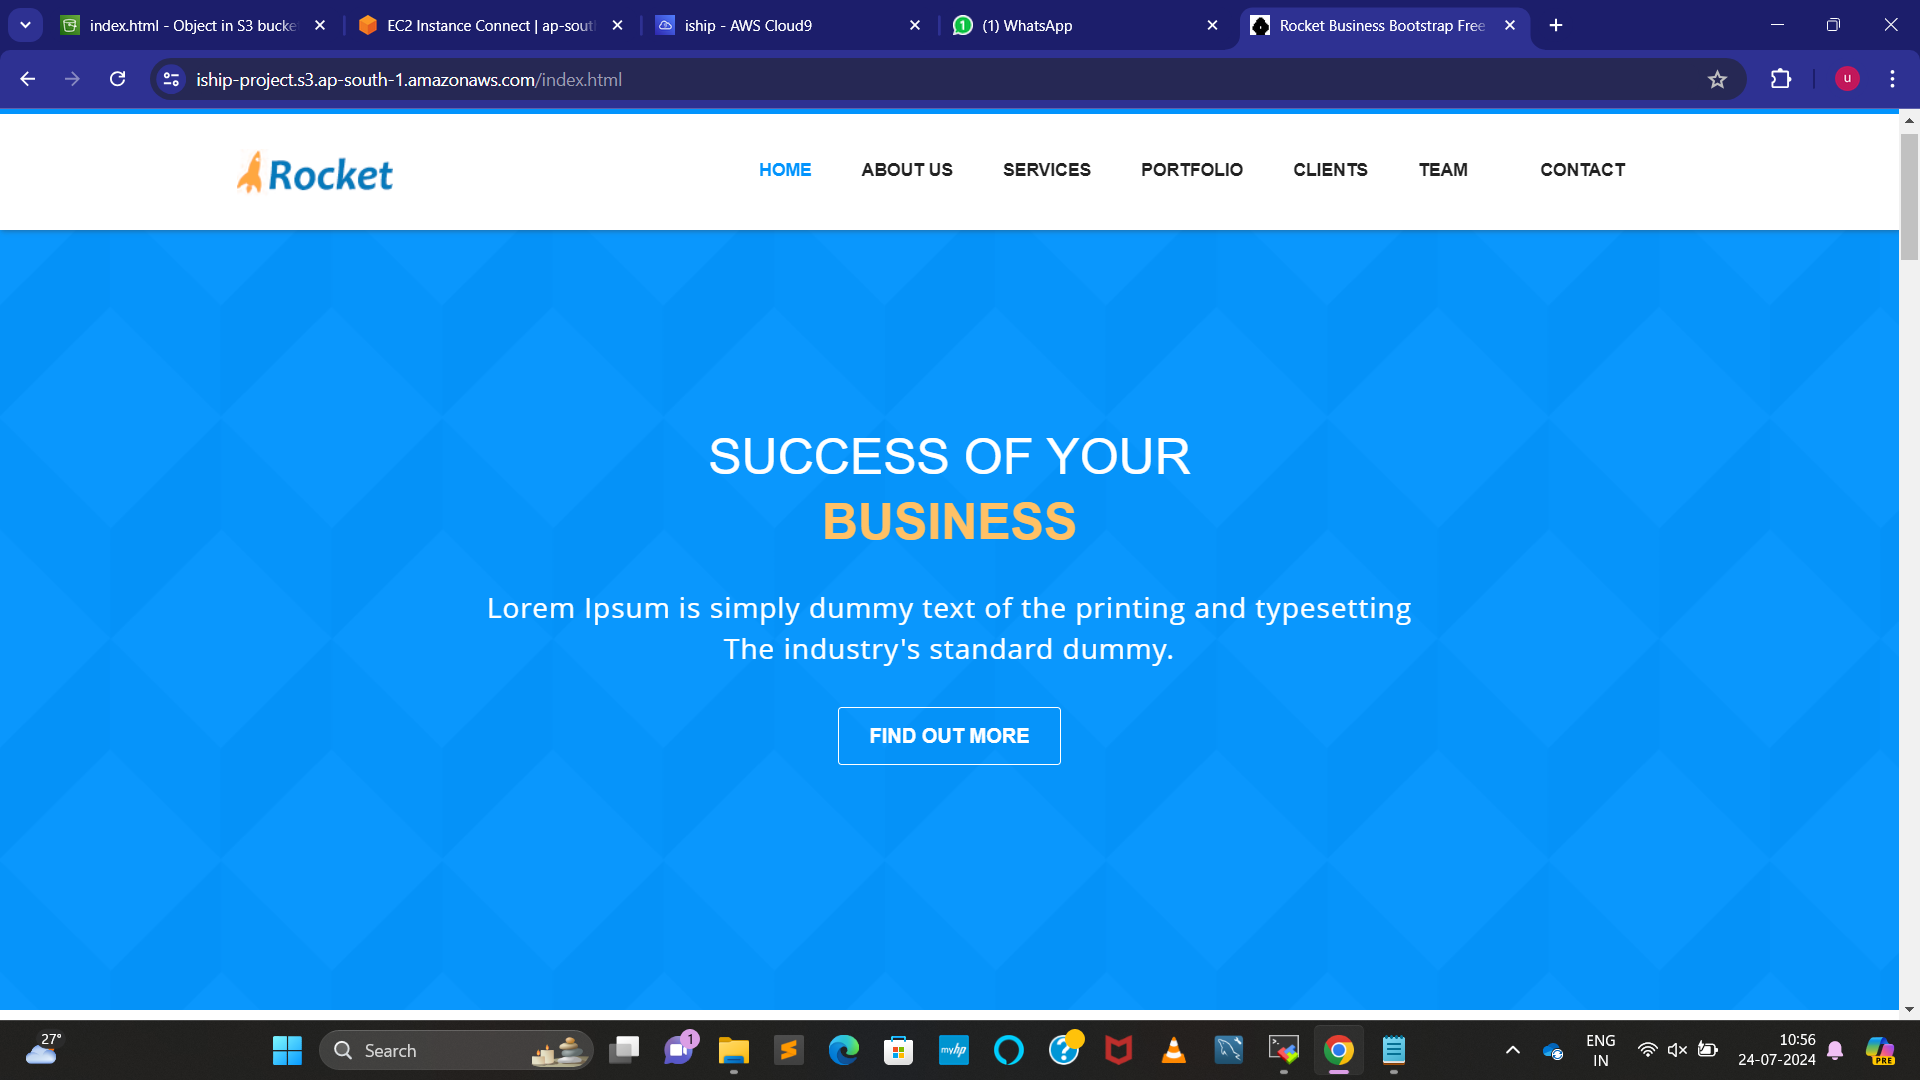 index.html - Object in S3 bucke
EC2 Instance Connect | ap-sout
iship - AWS Cloud9
(1) WhatsApp
Rocket Business Bootstrap Free
iship-project.s3.ap-south-1.amazonaws.com/index.html
u
Rocket
HOME
ABOUT US
SERVICES
PORTFOLIO
CLIENTS
TEAM
CONTACT
SUCCESS OF YOUR
BUSINESS
Lorem Ipsum is simply dummy text of the printing and typesetting
The industry's standard dummy.
FIND OUT MORE
27°
Search
1
myhp
ENG
IN
10:56
24-07-2024
PRE